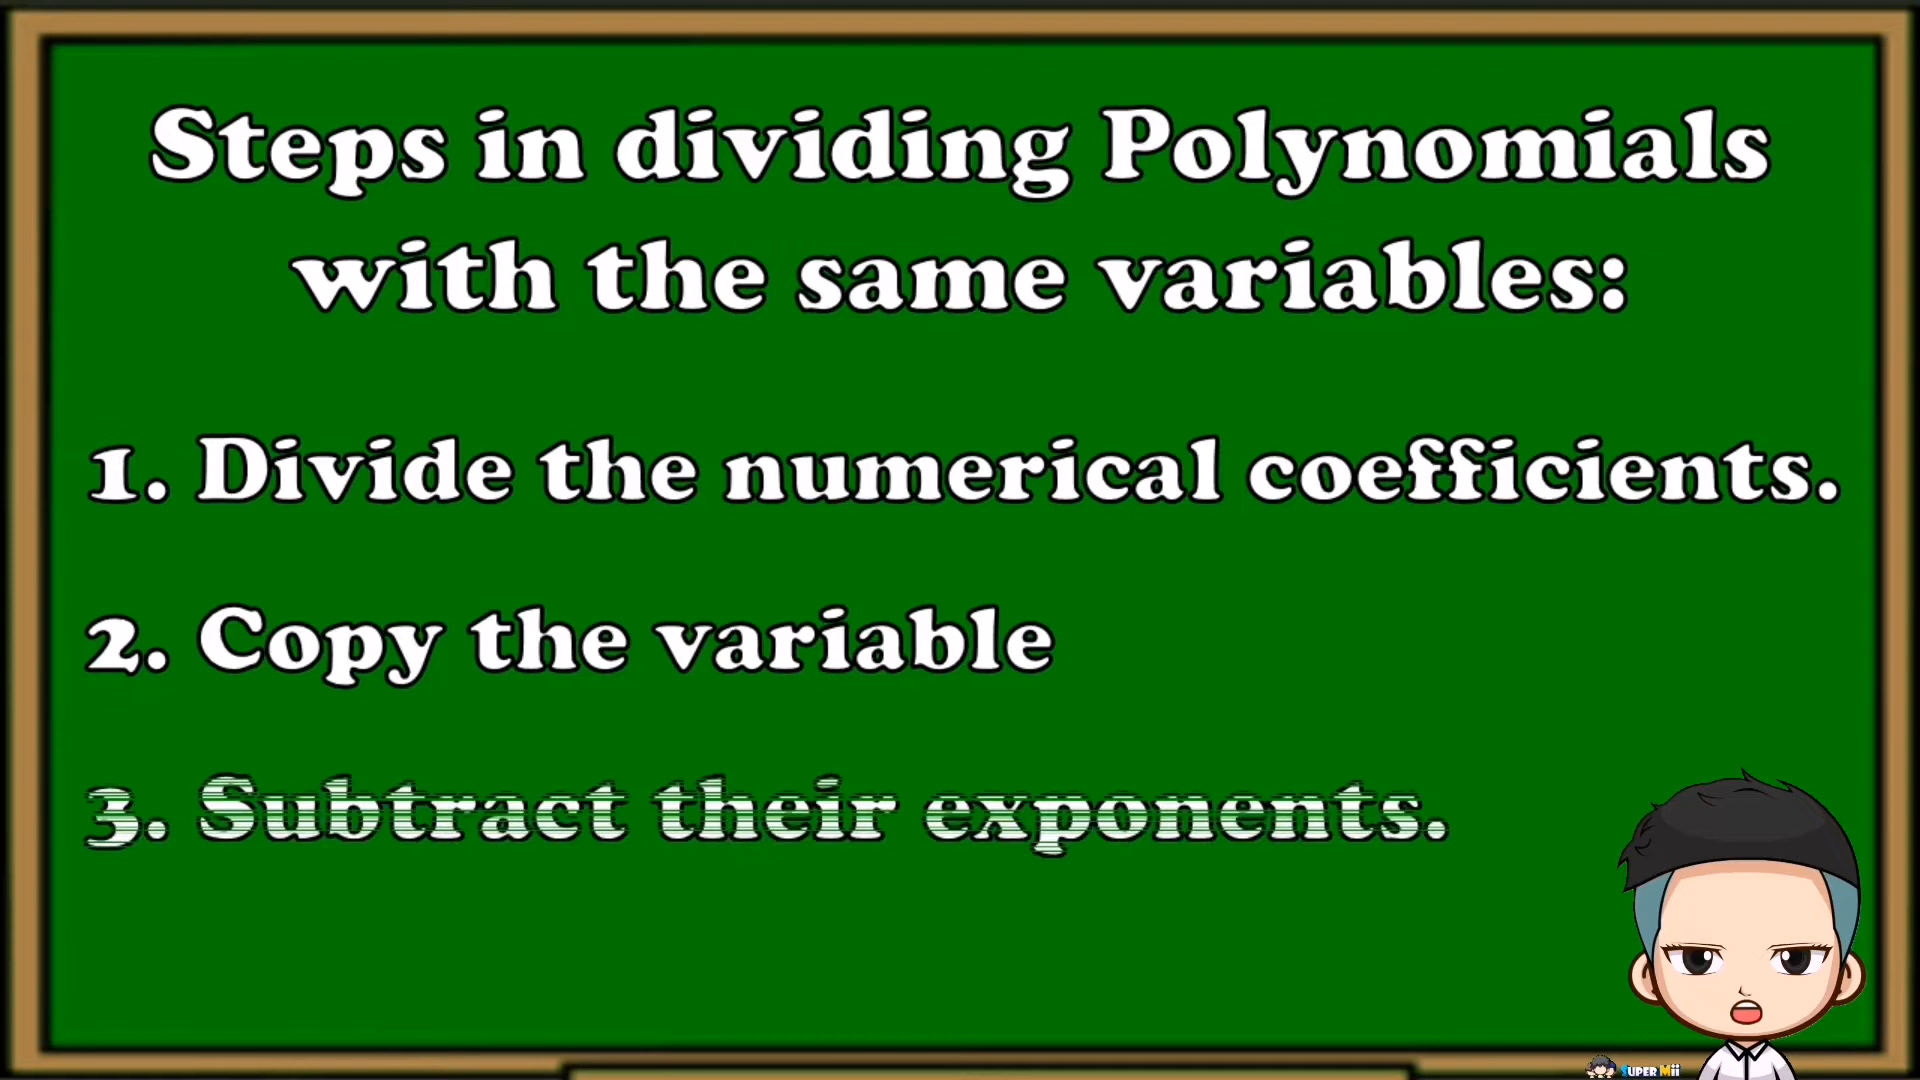 Steps in dividing Polynomials
with the same variables:
1. Divide the numerical coefficients.
2. Copy the variable
3. Subtract their exponents.
SUPER Mii